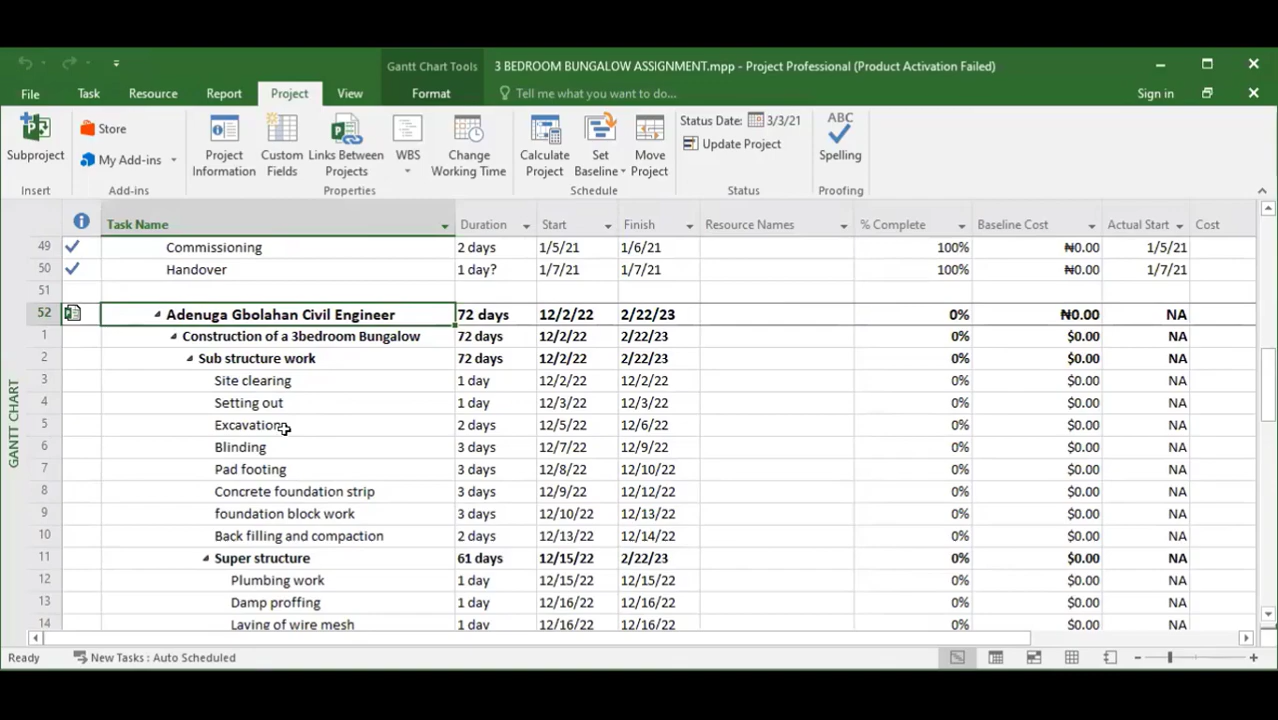 Gantt Chart Tools
3 BEDROOM BUNGALOW ASSIGNMENT.mpp - Project Professional (Product Activation Failed)
File Task Resource Report Project View Format Tell me what you want to do... Sign in
Subproject
Insert
Store
My Add-ins
Add-ins
Project Information
Custom Fields
Links Between Projects
WBS
Change Working Time
Properties
Calculate Project
Set Baseline
Move Project
Schedule
Status Date: 3/3/21
Update Project
Status
ABC
Spelling
Proofing
Task Name Duration Start Finish Resource Names % Complete Baseline Cost Actual Start Cost
49 Commissioning 2 days 1/5/21 1/6/21 100% ₦0.00 1/5/21
50 Handover 1 day? 1/7/21 1/7/21 100% ₦0.00 1/7/21
51
52 Adenuga Gbolahan Civil Engineer 72 days 12/2/22 2/22/23 0% ₦0.00 NA
1 Construction of a 3bedroom Bungalow 72 days 12/2/22 2/22/23 0% $0.00 NA
2 Sub structure work 72 days 12/2/22 2/22/23 0% $0.00 NA
3 Site clearing 1 day 12/2/22 12/2/22 0% $0.00 NA
4 Setting out 1 day 12/3/22 12/3/22 0% $0.00 NA
5 Excavation 2 days 12/5/22 12/6/22 0% $0.00 NA
6 Blinding 3 days 12/7/22 12/9/22 0% $0.00 NA
7 Pad footing 3 days 12/8/22 12/10/22 0% $0.00 NA
8 Concrete foundation strip 3 days 12/9/22 12/12/22 0% $0.00 NA
9 foundation block work 3 days 12/10/22 12/13/22 0% $0.00 NA
10 Back filling and compaction 2 days 12/13/22 12/14/22 0% $0.00 NA
11 Super structure 61 days 12/15/22 2/22/23 0% $0.00 NA
12 Plumbing work 1 day 12/15/22 12/15/22 0% $0.00 NA
13 Damp proffing 1 day 12/16/22 12/16/22 0% $0.00 NA
14 Laying of wire mesh 1 day 12/16/22 12/16/22 0% $0.00 NA
GANTT CHART
Ready New Tasks : Auto Scheduled